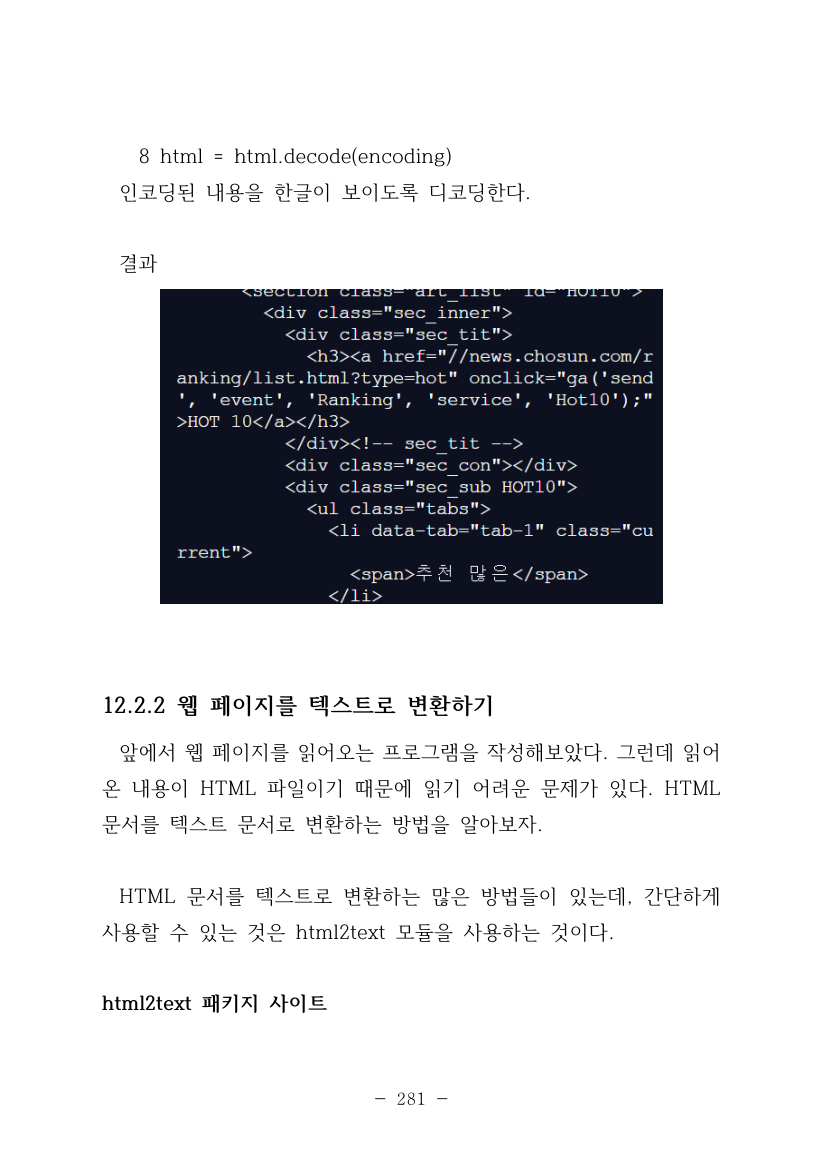 8 html = html.decode(encoding)
인코딩된 내용을 한글이 보이도록 디코딩한다.
결과
<section class="art_list" id="HOT10">
<div class="sec_inner">
<div class="sec_tit">
<h3><a href="//news.chosun.com/r
anking/list.html?type=hot" onclick="ga('send
', 'event', 'Ranking', 'service', 'Hot10');"
>HOT 10</a></h3>
</div><!-- sec_tit -->
<div class="sec_con"></div>
<div class="sec_sub HOT10">
<ul class="tabs">
<li data-tab="tab-1" class="cu
rrent">
<span>추천 많은</span>
</li>
12.2.2 웹 페이지를 텍스트로 변환하기
앞에서 웹 페이지를 읽어오는 프로그램을 작성해보았다. 그런데 읽어
온 내용이 HTML 파일이기 때문에 읽기 어려운 문제가 있다. HTML
문서를 텍스트 문서로 변환하는 방법을 알아보자.
HTML 문서를 텍스트로 변환하는 많은 방법들이 있는데, 간단하게
사용할 수 있는 것은 html2text 모듈을 사용하는 것이다.
html2text 패키지 사이트
- 281 -